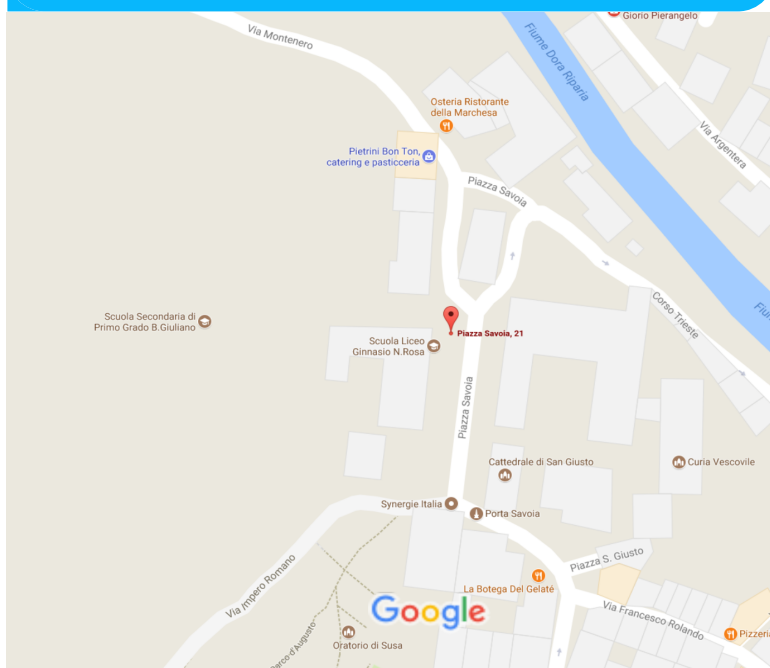 Giorio Pierangelo
Via Montenero
Fiume Dora Riparia
Osteria Ristorante
della Marchesa
Via Argentera
Pietrini Bon Ton,
catering e pasticceria
Piazza Savoia
Corso Trieste
Scuola Secondaria di
Primo Grado B.Giuliano
Piazza Savoia, 21
Scuola Liceo
Ginnasio N.Rosa
Piazza Savoia
Cattedrale di San Giusto
Curia Vescovile
Synergie Italia
Porta Savoia
Piazza S. Giusto
La Botega Del Gelaté
Via Impero Romano
Google
Via Francesco Rolando
Pizzeri
Oratorio di Susa
d'Augusto